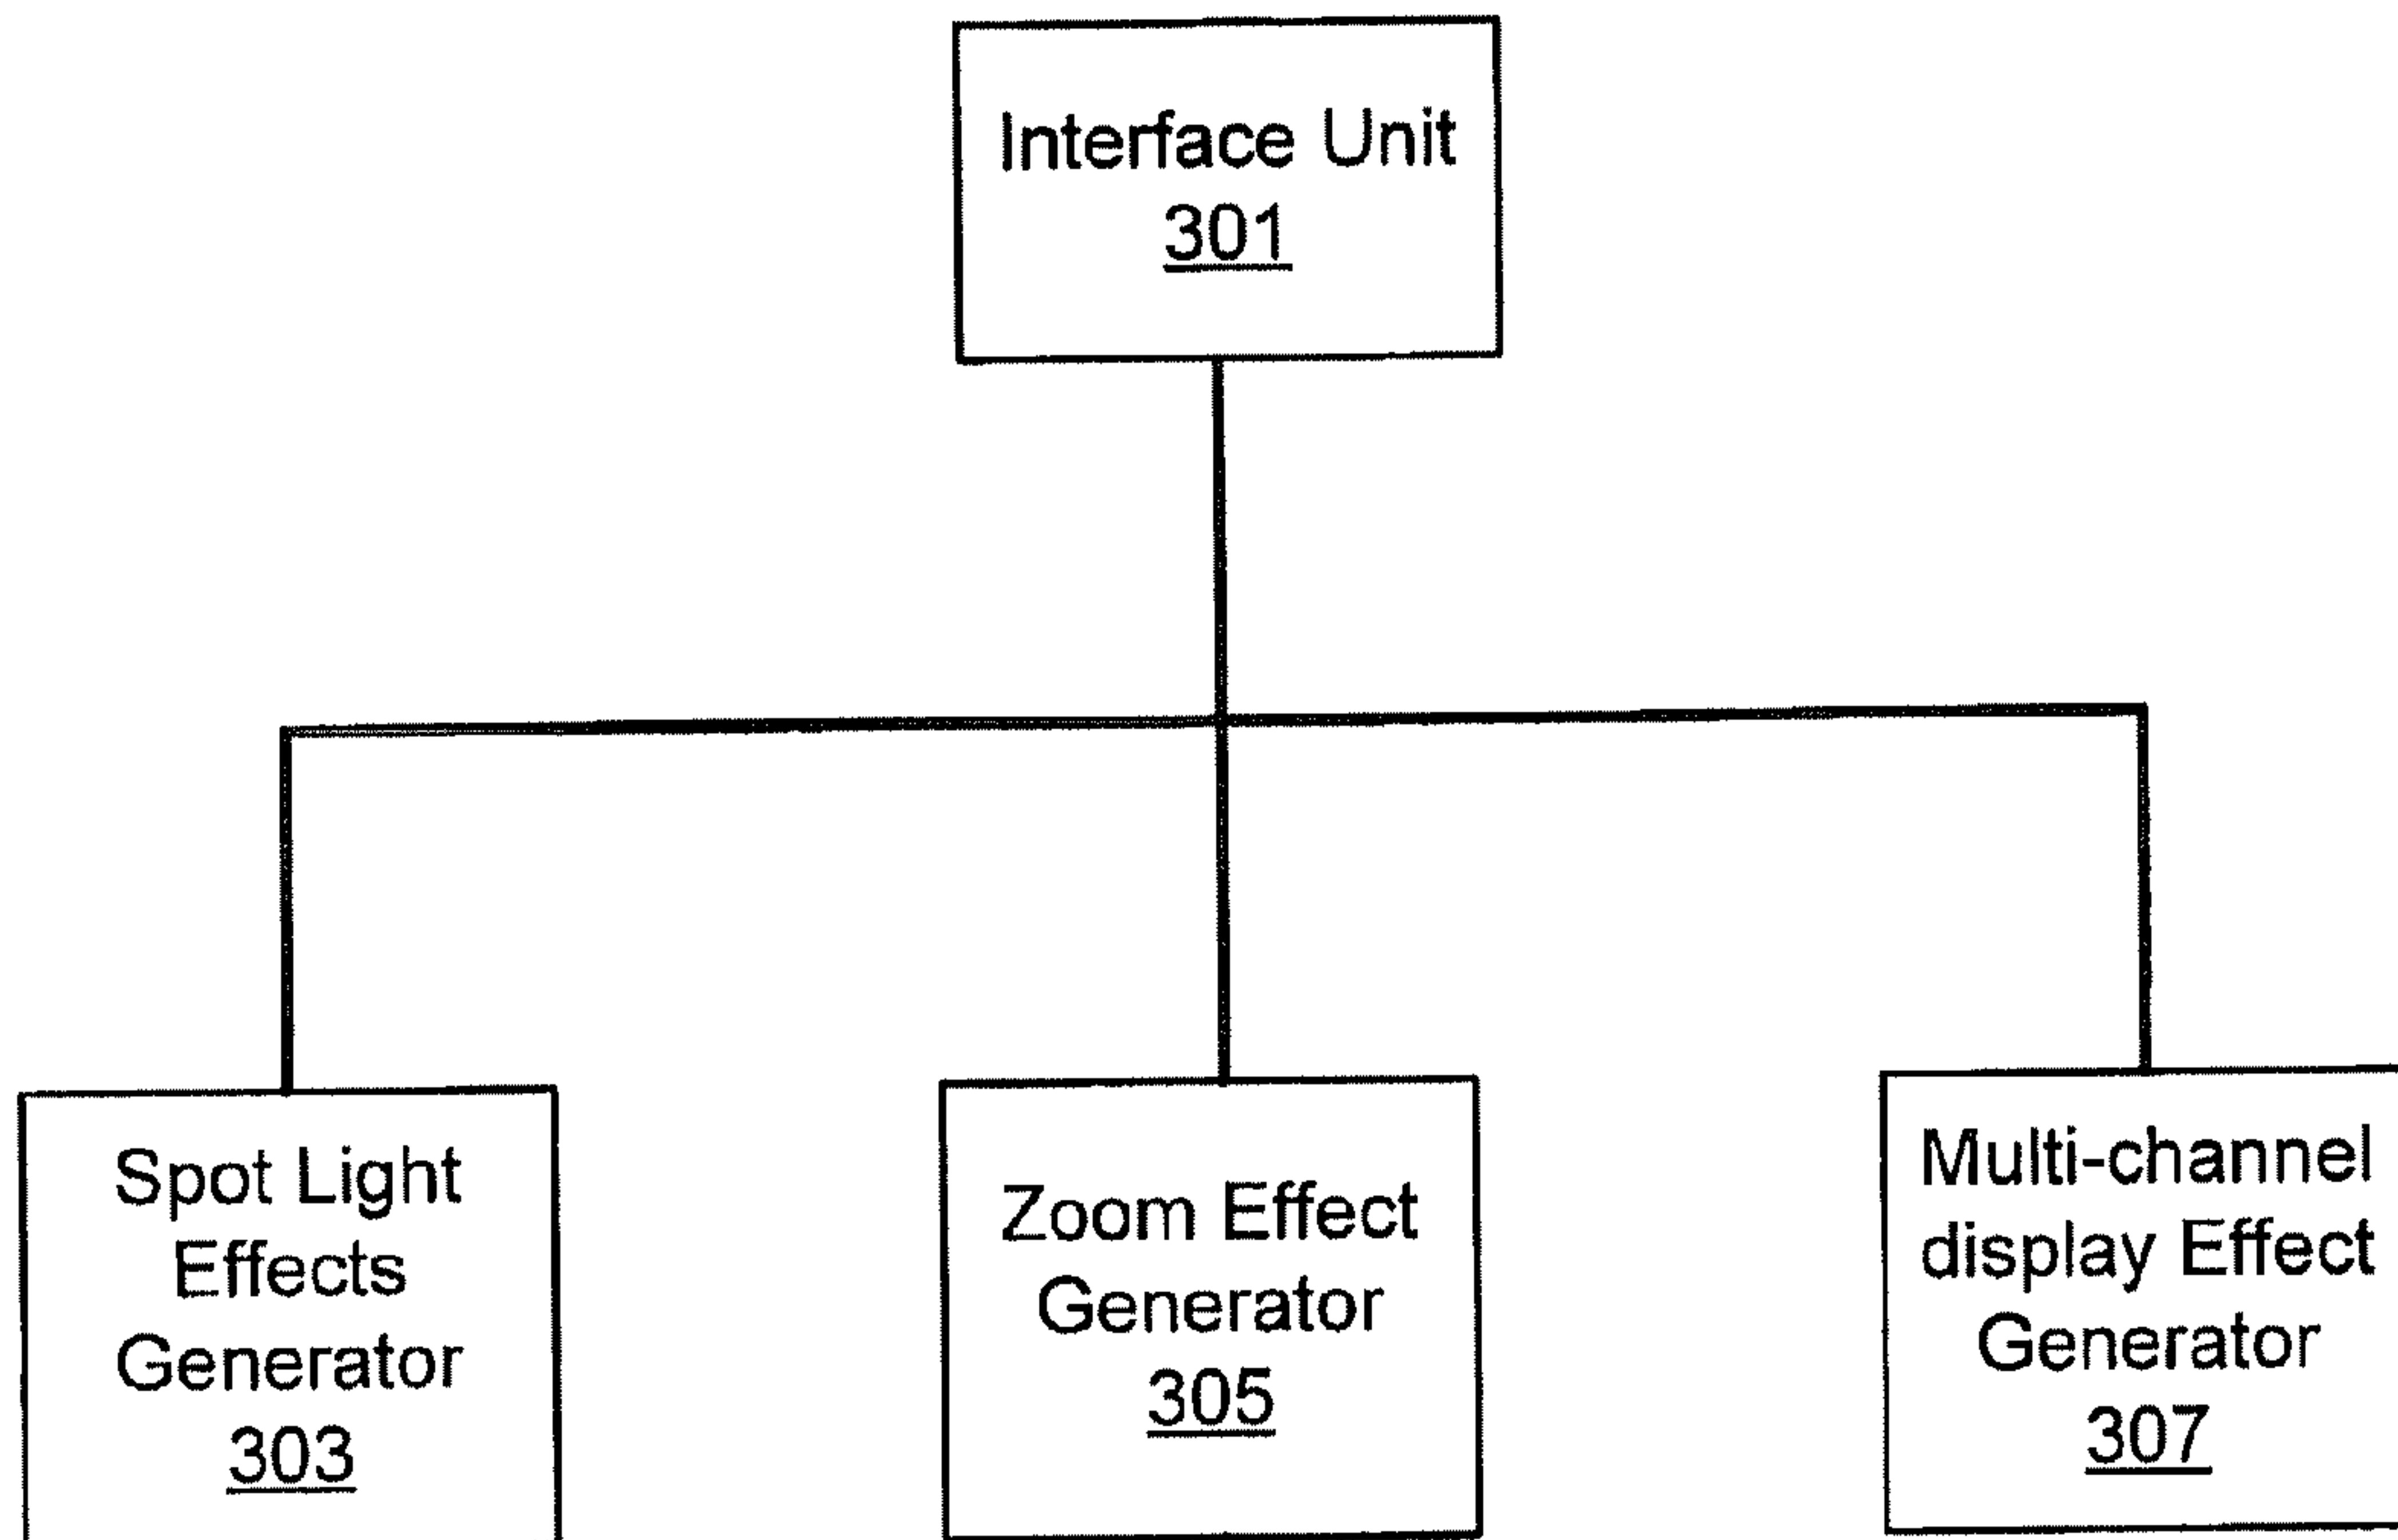 Interface Unit
301
Spot Light
Effects
Generator
303
Zoom Effect
Generator
305
Multi-channel
display Effect
Generator
307